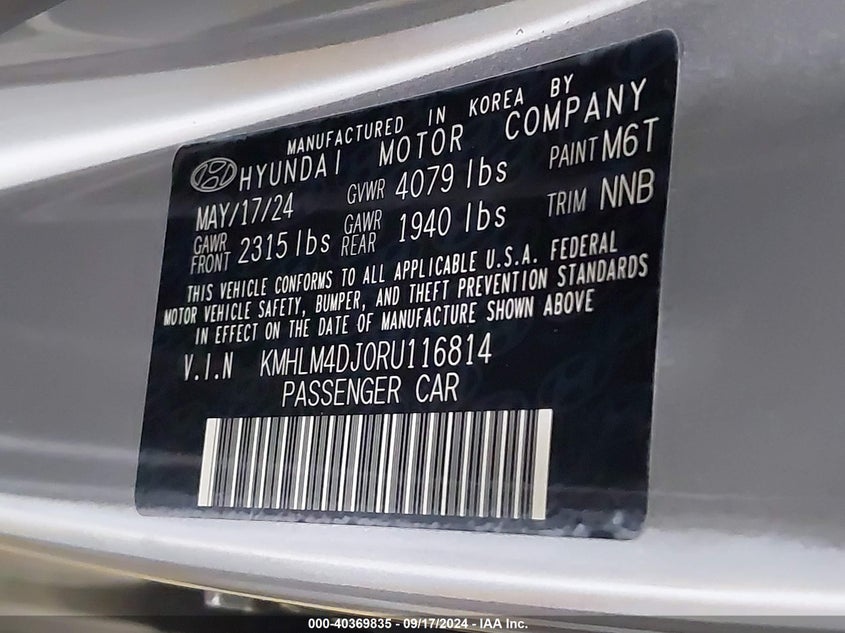 MANUFACTURED IN KOREA BY
HYUNDAI MOTOR COMPANY
MAY/17/24 GVWR 4079 lbs PAINT M6T
GAWR FRONT 2315 lbs GAWR REAR 1940 lbs TRIM NNB
THIS VEHICLE CONFORMS TO ALL APPLICABLE U.S.A. FEDERAL
MOTOR VEHICLE SAFETY, BUMPER, AND THEFT PREVENTION STANDARDS
IN EFFECT ON THE DATE OF MANUFACTURE SHOWN ABOVE
V.I.N KMHLM4DJ0RU116814
PASSENGER CAR
000-40369835 - 09/17/2024 - IAA Inc.